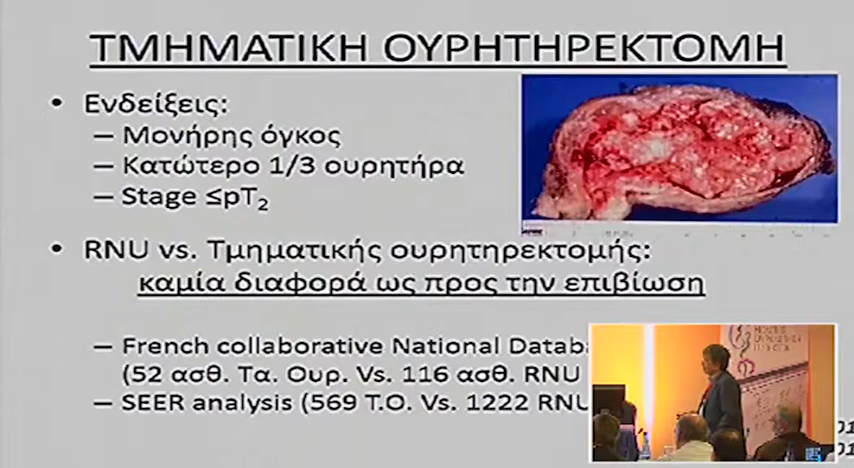 ΤΜΗΜΑΤΙΚΗ ΟΥΡΗΤΗΡΕΚΤΟΜΗ
• Ενδείξεις:
– Μονήρης όγκος
– Κατώτερο 1/3 ουρητήρα
– Stage ≤pT2
• RNU vs. Τμηματικής ουρητηρεκτομής:
καμία διαφορά ως προς την επιβίωση
– French collaborative National
(52 ασθ. Τα. Ουρ. Vs. 116 ασθ. RNU
– SEER analysis (569 T.O. Vs. 1222 RNU